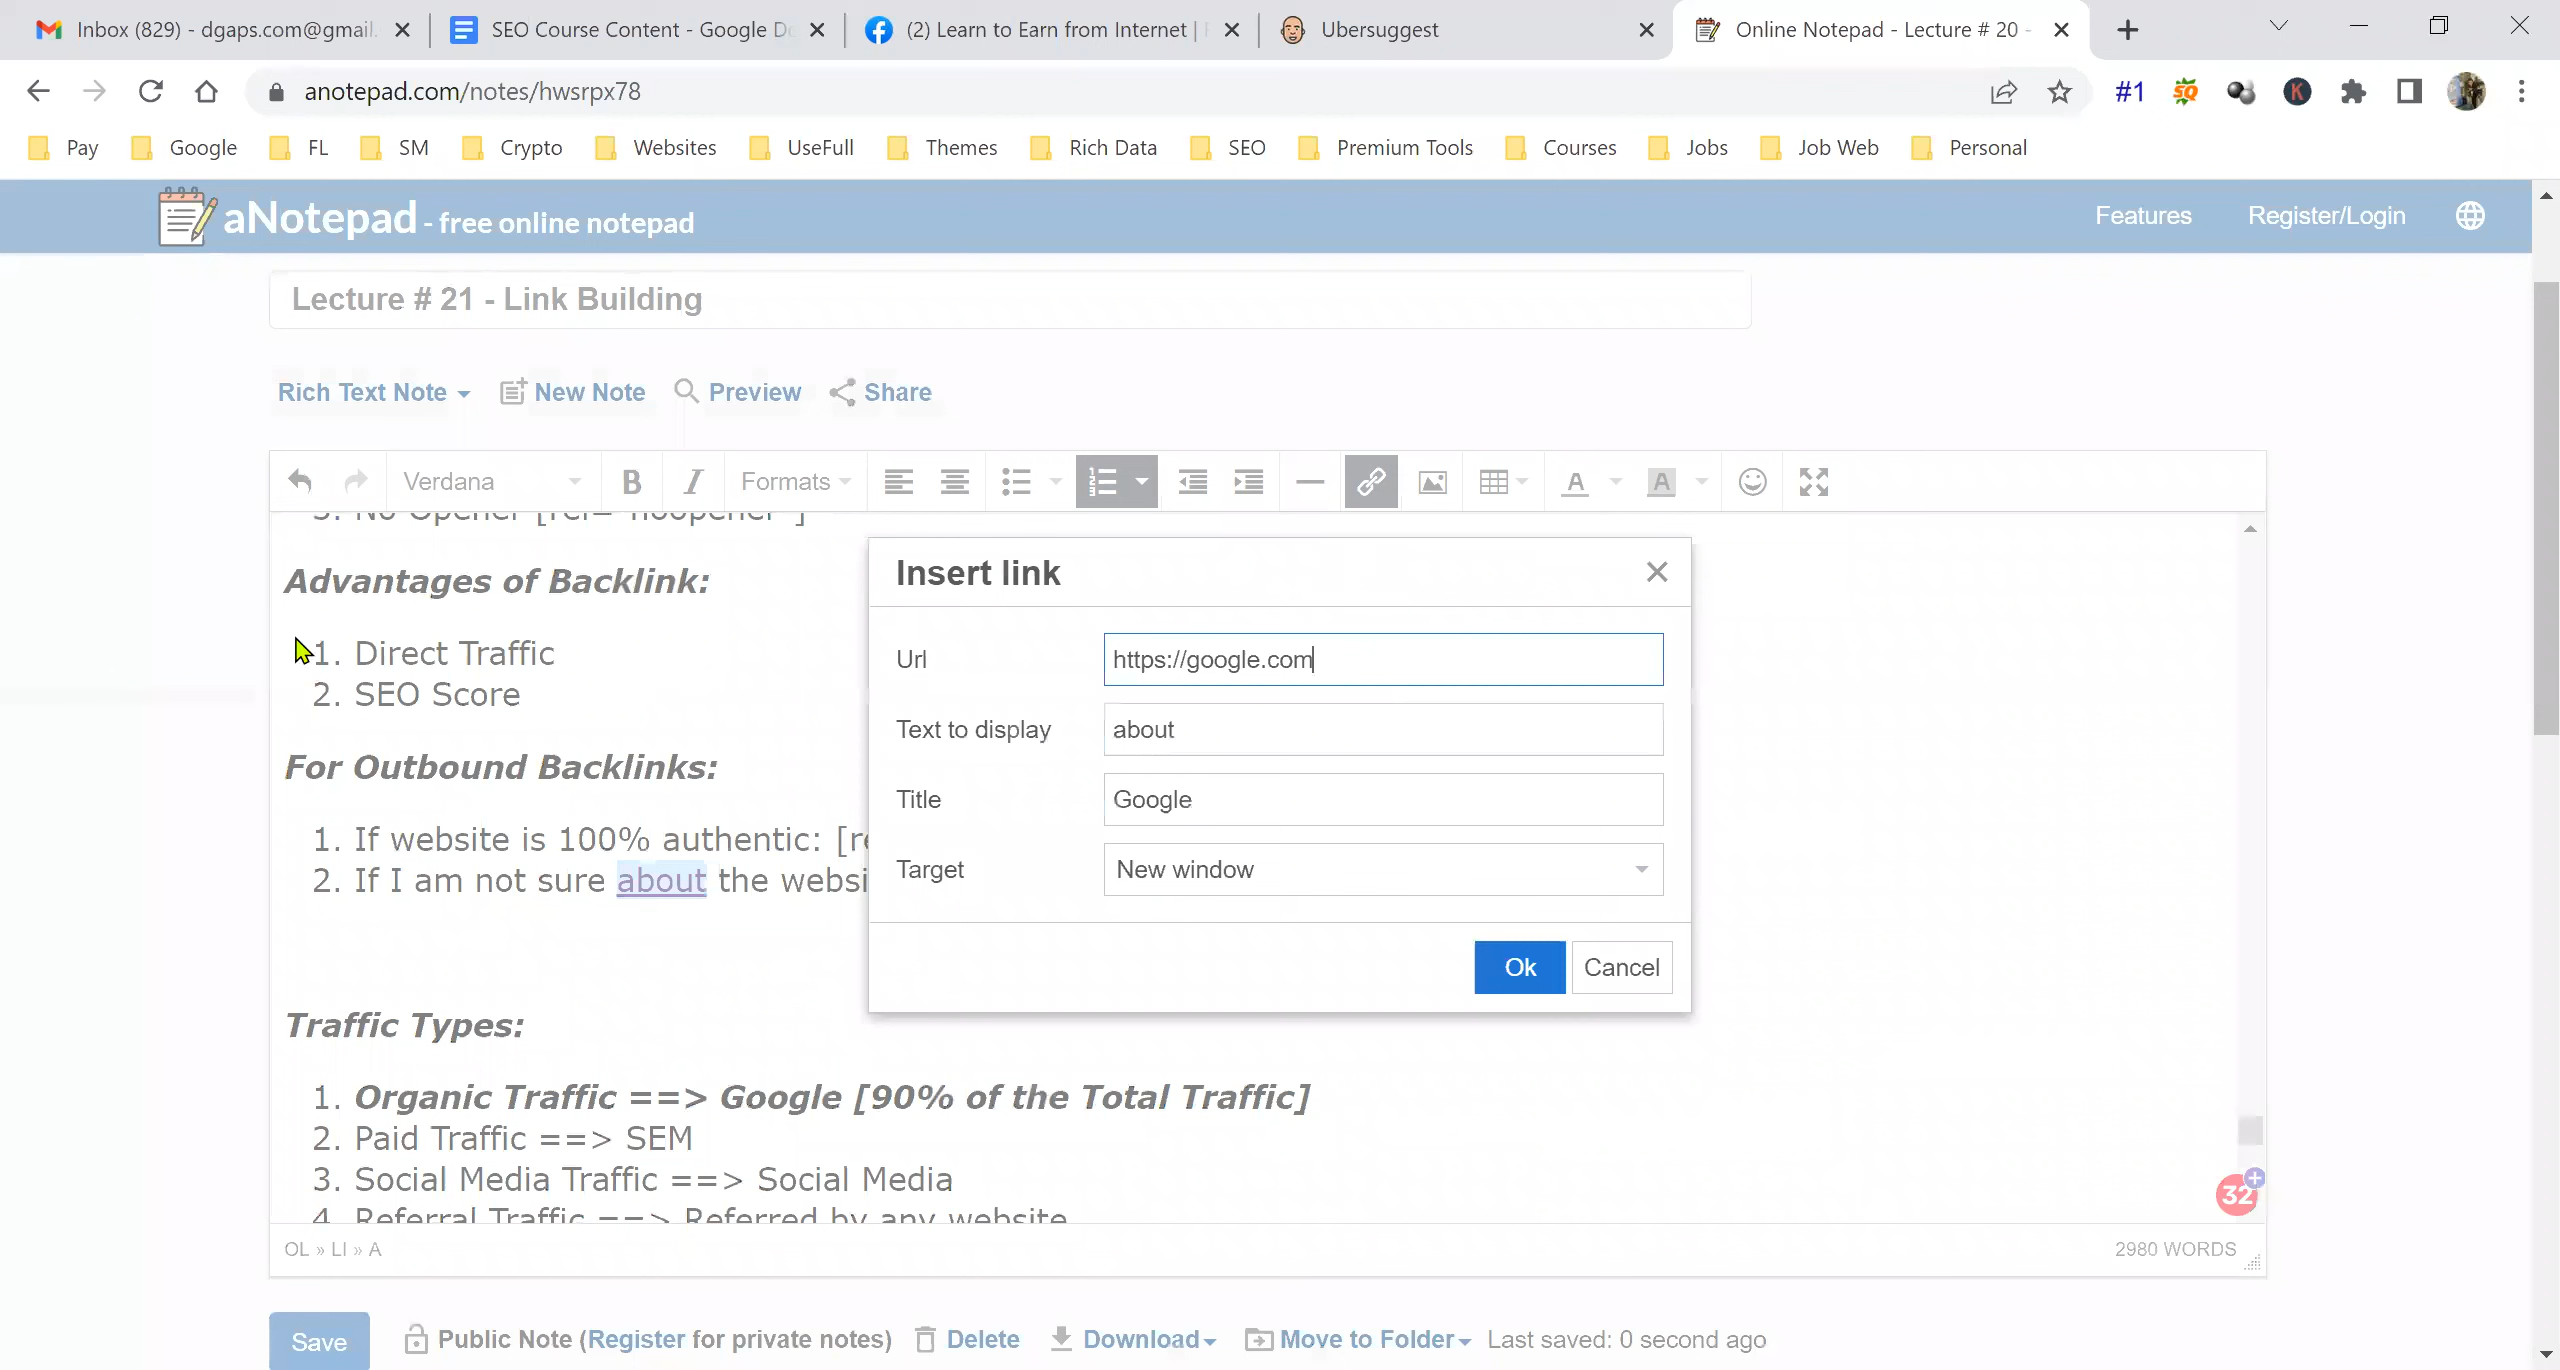 Inbox (829) - dgaps.com@gmail.
SEO Course Content - Google D
(2) Learn to Earn from Internet |
Ubersuggest
Online Notepad - Lecture # 20 -
anotepad.com/notes/hwsrpx78
#1
SQ
K
Pay
Google
FL
SM
Crypto
Websites
UseFull
Themes
Rich Data
SEO
Premium Tools
Courses
Jobs
Job Web
Personal
aNotepad - free online notepad
Features
Register/Login
Lecture # 21 - Link Building
Rich Text Note
New Note
Preview
Share
Verdana
B
I
Formats
A
A
3. No Opener [rel="noopener"]
Advantages of Backlink:
1. Direct Traffic
2. SEO Score
For Outbound Backlinks:
1. If website is 100% authentic: [re
2. If I am not sure about the websi
Insert link
Url
https://google.com
Text to display
about
Title
Google
Target
New window
Ok
Cancel
Traffic Types:
1. Organic Traffic ==> Google [90% of the Total Traffic]
2. Paid Traffic ==> SEM
3. Social Media Traffic ==> Social Media
4. Referral Traffic ==> Referred by any website
32
OL » LI » A
2980 WORDS
Save
Public Note (Register for private notes)
Delete
Download
Move to Folder
Last saved: 0 second ago